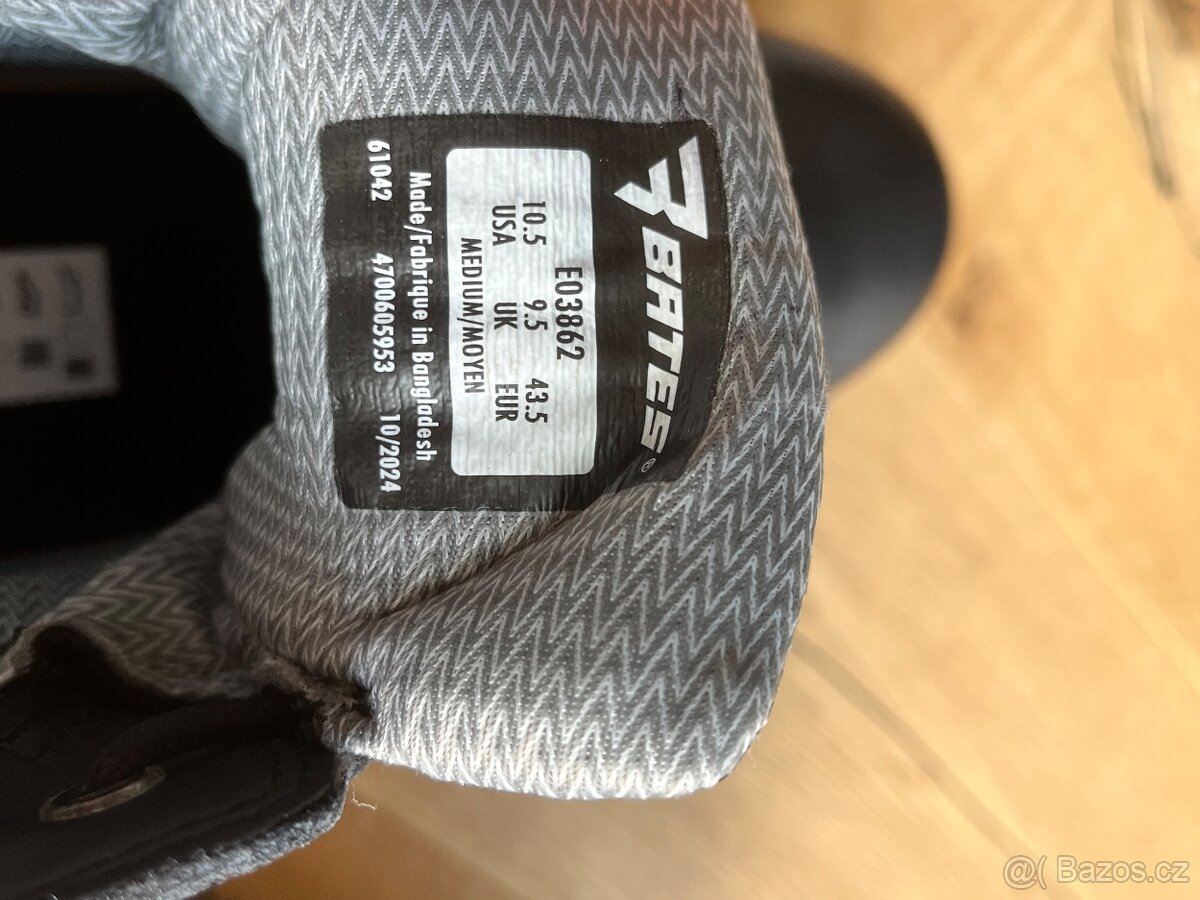 BATES®
E03862
10.5 9.5 43.5
USA UK EUR
MEDIUM/MOYEN
Made/Fabrique in Bangladesh
61042 4700605953 10/2024
@( Bazos.cz